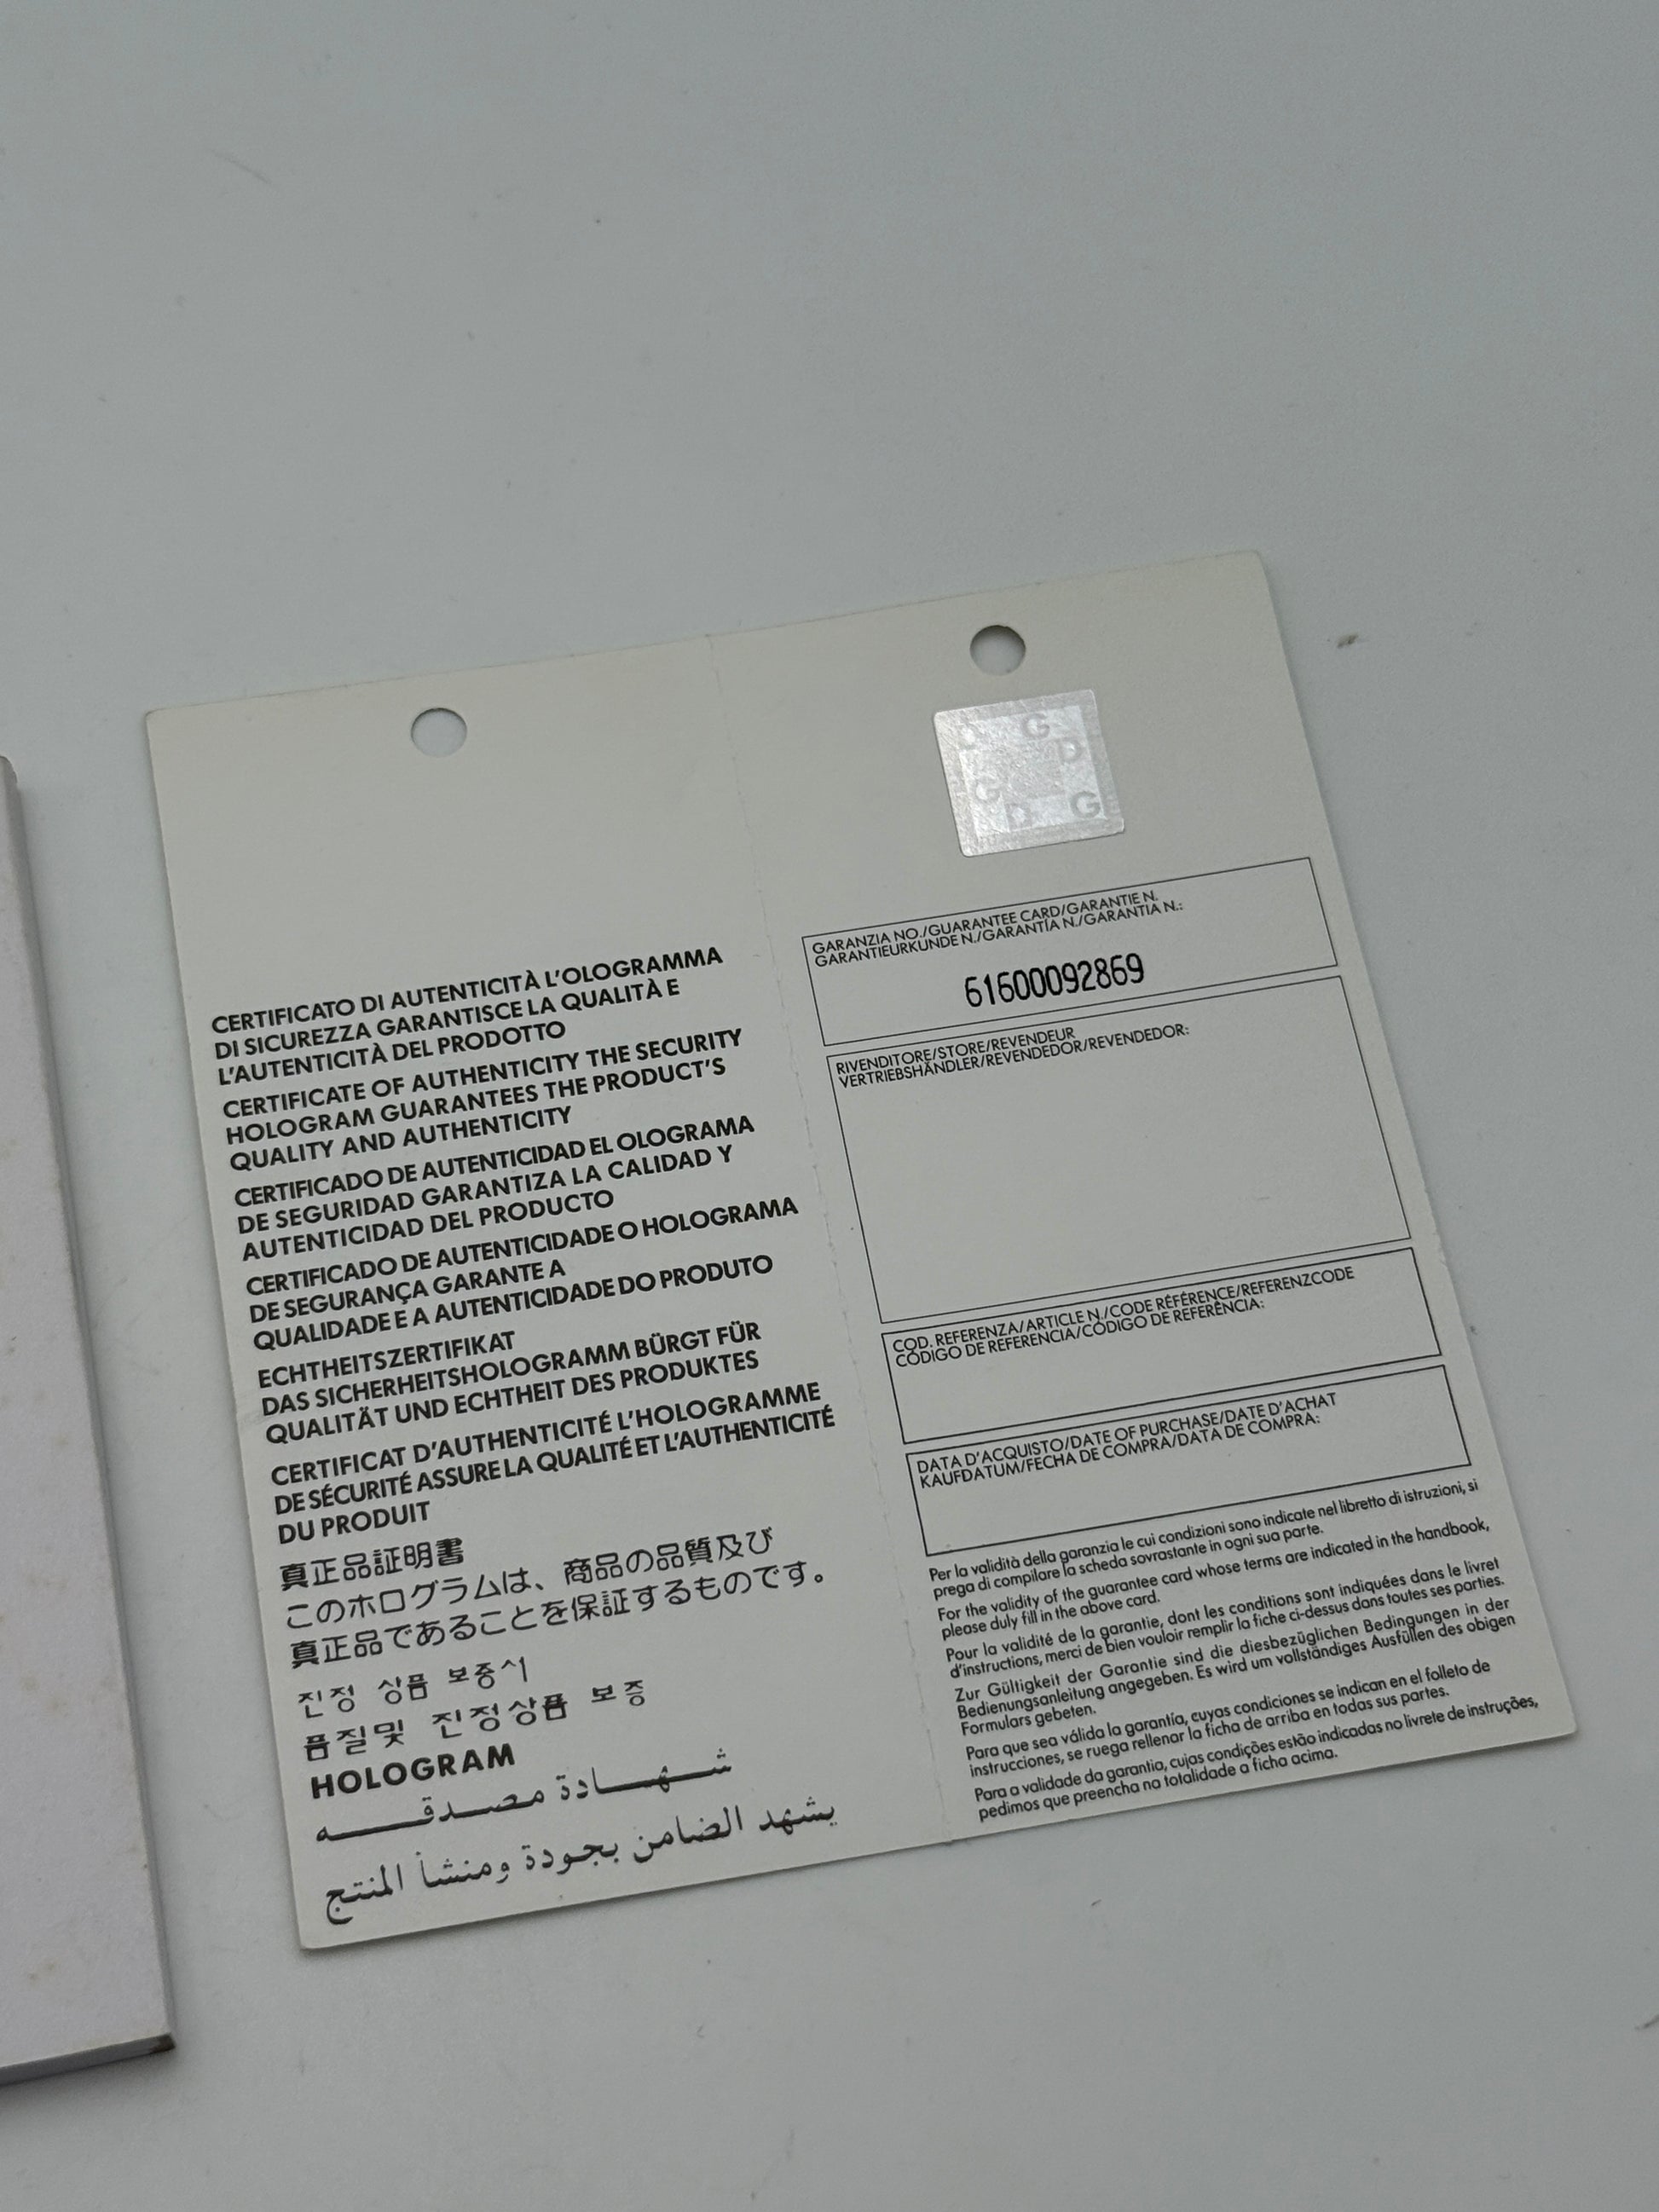 CERTIFICATO DI AUTENTICITÀ L'OLOGRAMMA
DI SICUREZZA GARANTISCE LA QUALITÀ E
L'AUTENTICITÀ DEL PRODOTTO
CERTIFICATE OF AUTHENTICITY THE SECURITY
HOLOGRAM GUARANTEES THE PRODUCT'S
QUALITY AND AUTHENTICITY
CERTIFICADO DE AUTENTICIDAD EL OLOGRAMA
DE SEGURIDAD GARANTIZA LA CALIDAD Y
AUTENTICIDAD DEL PRODUCTO
CERTIFICADO DE AUTENTICIDADE O HOLOGRAMA
DE SEGURANÇA GARANTE A
QUALIDADE E A AUTENTICIDADE DO PRODUTO
ECHTHEITSZERTIFIKAT
DAS SICHERHEITSHOLOGRAMM BÜRGT FÜR
QUALITÄT UND ECHTHEIT DES PRODUKTES
CERTIFICAT D'AUTHENTICITÉ L'HOLOGRAMME
DE SÉCURITÉ ASSURE LA QUALITÉ ET L'AUTHENTICITÉ
DU PRODUIT
真正品証明書
このホログラムは、商品の品質及び
真正品であることを保証するものです。
진정 상품 보증서
품질및 진정상품 보증
HOLOGRAM
شهادة مصدقه
يشهد الضامن بجودة ومنشأ المنتج
G
D
G
D G
GARANZIA NO./GUARANTEE CARD/GARANTIE N.
GARANTIEURKUNDE N./GARANTÍA N./GARANTIA N.:
61600092869
RIVENDITORE/STORE/REVENDEUR
VERTRIEBSHÄNDLER/REVENDEDOR/REVENDEDOR:
COD. REFERENZA/ARTICLE N./CODE RÉFÉRENCE/REFERENZCODE
CÓDIGO DE REFERENCIA/CÓDIGO DE REFERÊNCIA:
DATA D'ACQUISTO/DATE OF PURCHASE/DATE D'ACHAT
KAUFDATUM/FECHA DE COMPRA/DATA DE COMPRA:
Per la validità della garanzia le cui condizioni sono indicate nel libretto di istruzioni, si
prega di compilare la scheda sovrastante in ogni sua parte.
For the validity of the guarantee card whose terms are indicated in the handbook,
please duly fill in the above card.
Pour la validité de la garantie, dont les conditions sont indiquées dans le livret
d'instructions, merci de bien vouloir remplir la fiche ci-dessus dans toutes ses parties.
Zur Gültigkeit der Garantie sind die diesbezüglichen Bedingungen in der
Bedienungsanleitung angegeben. Es wird um vollständiges Ausfüllen des obigen
Formulars gebeten.
Para que sea válida la garantía, cuyas condiciones se indican en el folleto de
instrucciones, se ruega rellenar la ficha de arriba en todas sus partes.
Para a validade da garantia, cujas condições estão indicadas no livrete de instruções,
pedimos que preencha na totalidade a ficha acima.